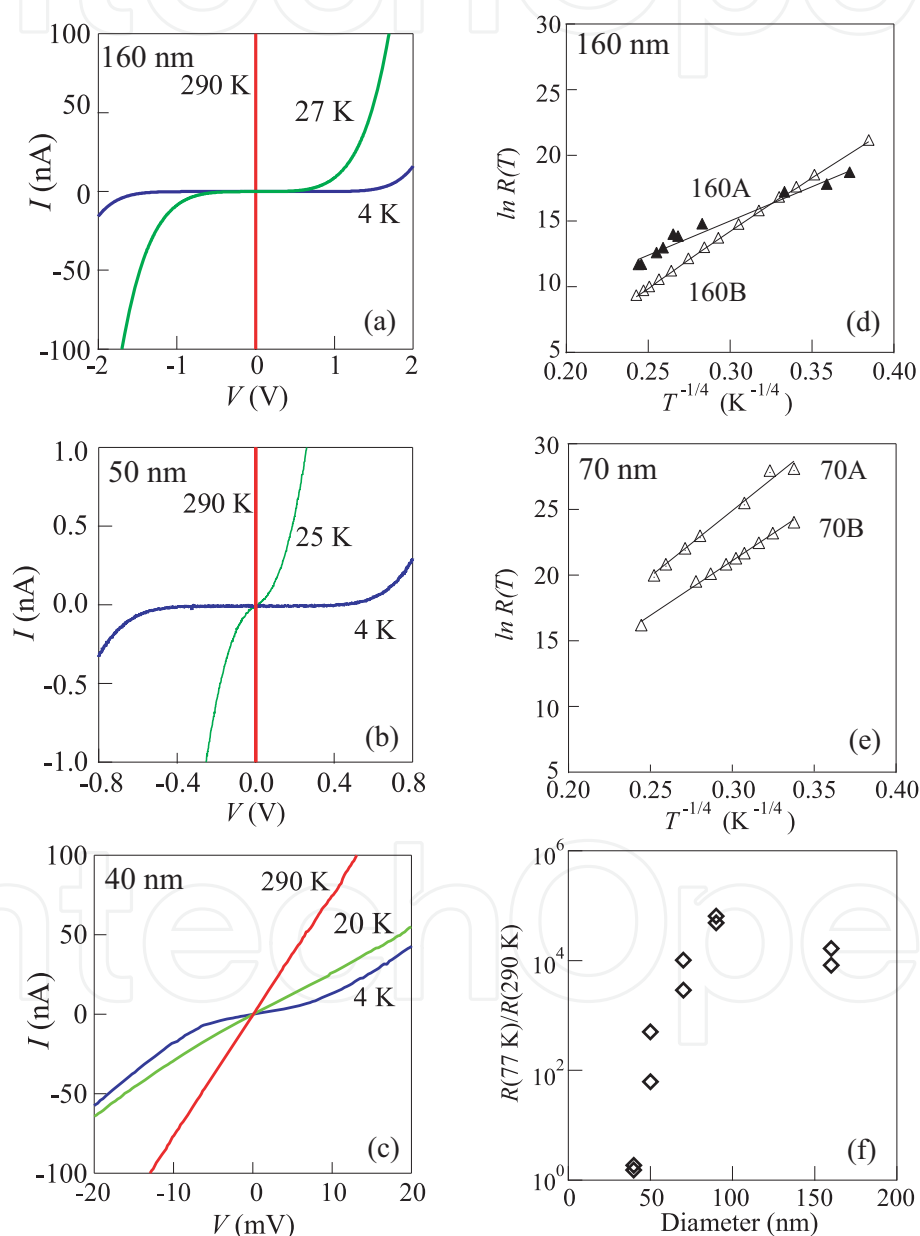 160 nm
290 K
27 K
4 K
(a)
100
50
0
-50
-100
-2
-1
0
1
2
I (nA)
V (V)
160 nm
160A
160B
(d)
30
25
20
15
10
5
0.20
0.25
0.30
0.35
0.40
ln R(T)
T^-1/4 (K^-1/4)
50 nm
290 K
25 K
4 K
(b)
1.0
0.5
0.0
-0.5
-1.0
-0.8
-0.4
0.0
0.4
0.8
I (nA)
V (V)
70 nm
70A
70B
(e)
30
25
20
15
10
5
0.20
0.25
0.30
0.35
0.40
ln R(T)
T^-1/4 (K^-1/4)
40 nm
290 K
20 K
4 K
(c)
100
50
0
-50
-100
-20
-10
0
10
20
I (nA)
V (mV)
(f)
10^6
10^4
10^2
10^0
0
50
100
150
200
R(77 K)/R(290 K)
Diameter (nm)
ntechOpe